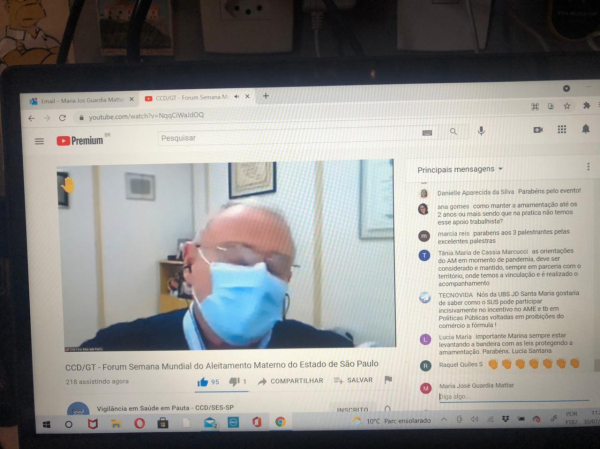 Email - Maria Jos Guardia Mattar
CCD/GT - Forum Semana M
youtube.com/watch?v=NqqCiWaIdOQ
Premium BR
Pesquisar
Principais mensagens
Danielle Aparecida da Silva Parabéns pelo evento!
ana gomes como manter a amamentação até os
2 anos ou mais sendo que na pratica não temos
esse apoio trabalhista?
marcia reis parabens aos 3 palestrantes pelas
excelentes palestras
Tânia Maria de Cassia Marcucci as orientações
do AM em momento de pandemia, deve ser
considerado e mantido, sempre em parceria com o
território, onde temos a vinculação e é realizado o
acompanhamento
TECNOVIDA Nós da UBS JD Santa Maria gostaria
de saber como o SUS pode participar
incisivamente no incentivo no AME e tb em
Políticas Públicas voltadas em proibições do
comércio a fórmula !
Lucia Maria importante Marina sempre estar
levantando a bandeira com as leis protegendo a
amamentação. Parabéns, Lucia Santana
Raquel Quiles S
Maria José Guardia Mattar
Diga algo...
CCD/GT - Forum Semana Mundial do Aleitamento Materno do Estado de São Paulo
218 assistindo agora
95
1
COMPARTILHAR
SALVAR
Vigilância em Saúde em Pauta - CCD/SES-SP
INSCRITO
10°C Parc ensolarado
POR